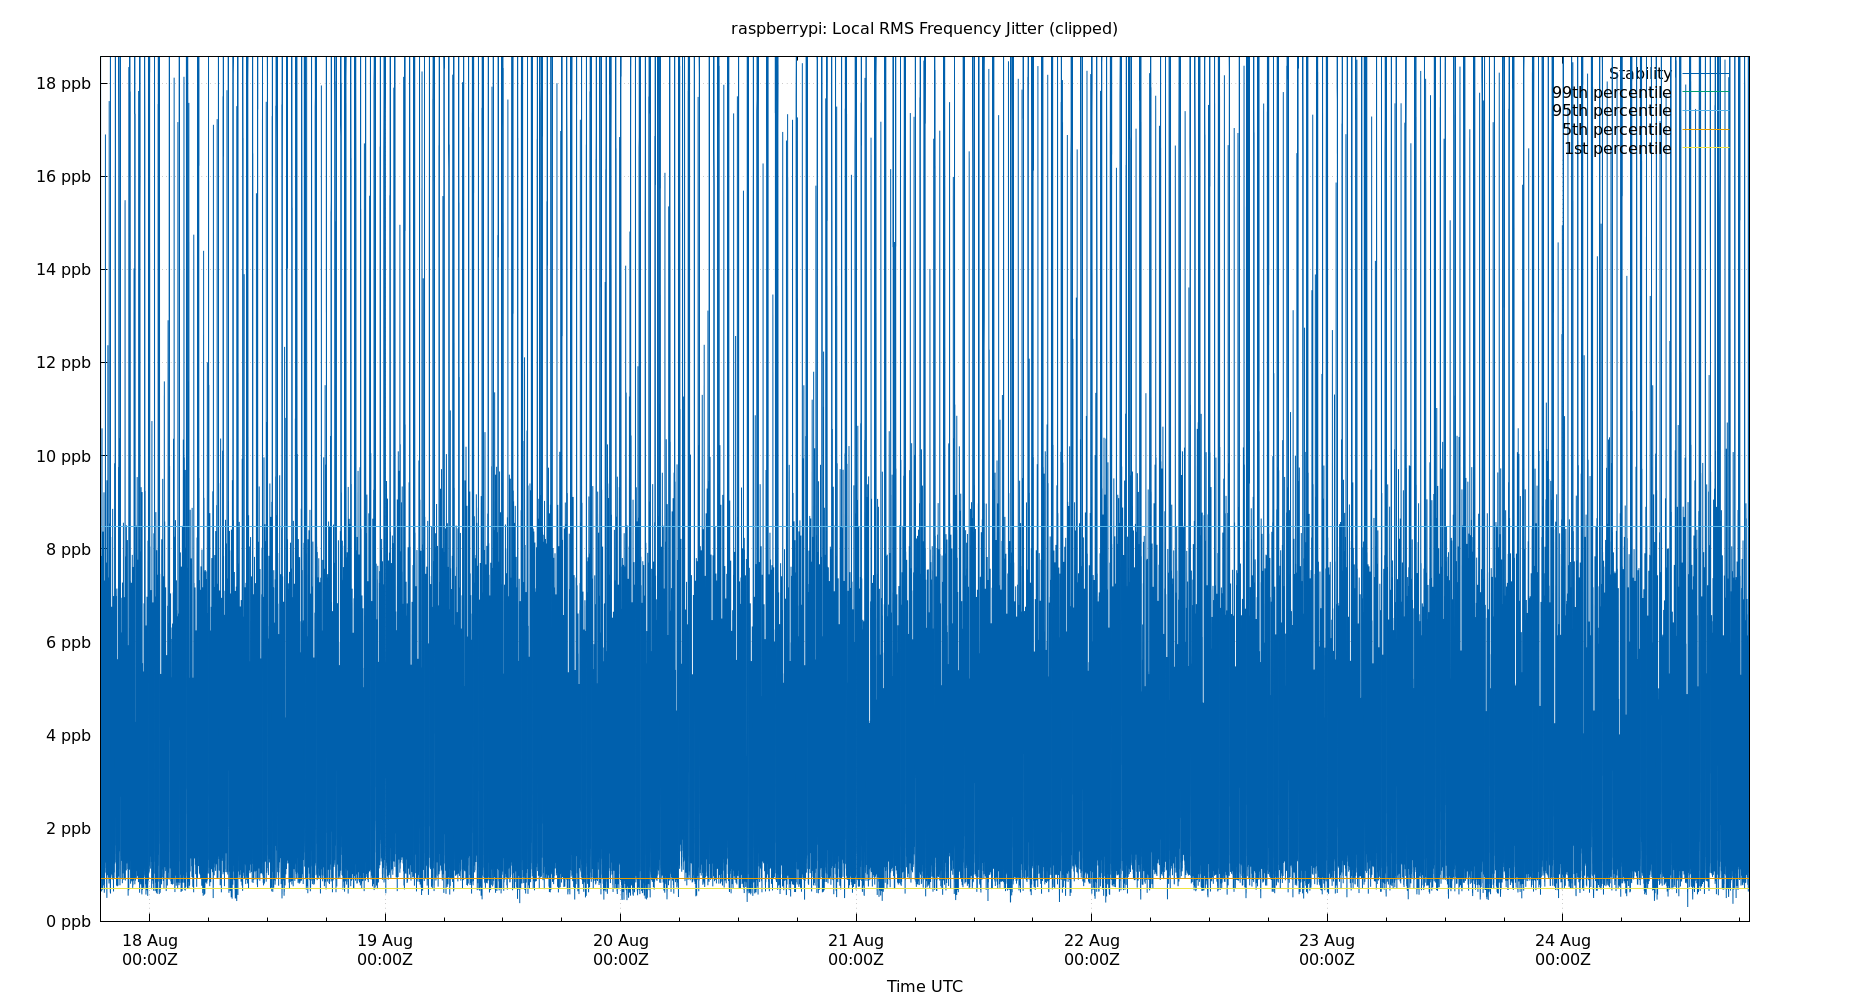 raspberrypi: Local RMS Frequency Jitter (clipped)
18 ppb
16 ppb
14 ppb
12 ppb
10 ppb
8 ppb
6 ppb
4 ppb
2 ppb
0 ppb
Stability
99th percentile
95th percentile
5th percentile
1st percentile
18 Aug 19 Aug 20 Aug 21 Aug 22 Aug 23 Aug 24 Aug
00:00Z 00:00Z 00:00Z 00:00Z 00:00Z 00:00Z 00:00Z
Time UTC